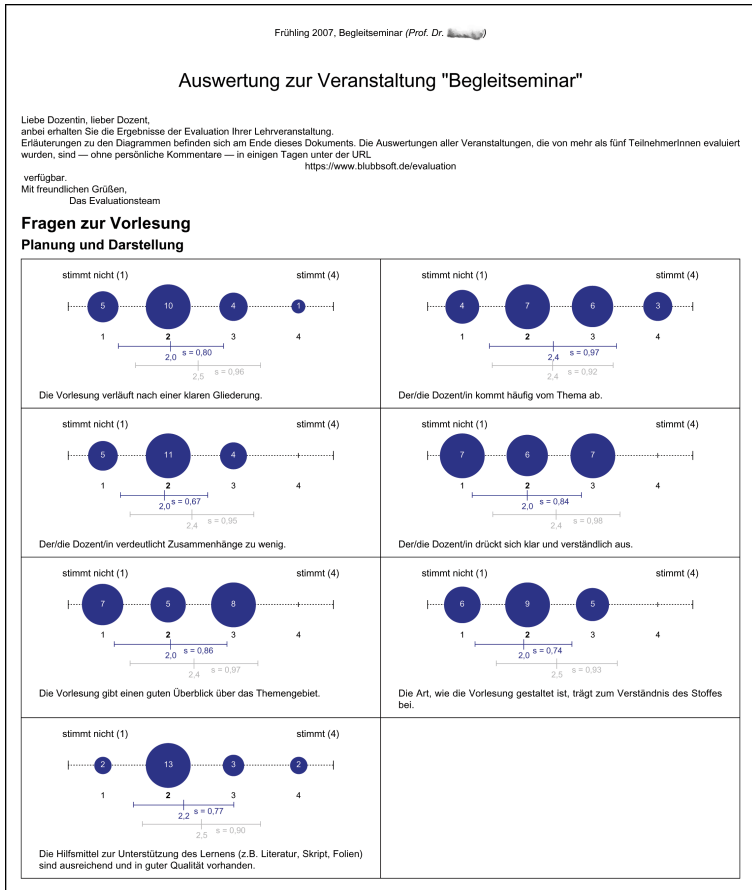 Frühling 2007, Begleitseminar (Prof. Dr. )
Auswertung zur Veranstaltung "Begleitseminar"
Liebe Dozentin, lieber Dozent,
anbei erhalten Sie die Ergebnisse der Evaluation Ihrer Lehrveranstaltung.
Erläuterungen zu den Diagrammen befinden sich am Ende dieses Dokuments. Die Auswertungen aller Veranstaltungen, die von mehr als fünf TeilnehmerInnen evaluiert
wurden, sind — ohne persönliche Kommentare — in einigen Tagen unter der URL
https://www.blubbsoft.de/evaluation
verfügbar.
Mit freundlichen Grüßen,
Das Evaluationsteam
Fragen zur Vorlesung
Planung und Darstellung
stimmt nicht (1) stimmt (4)
5 10 4 1
1 2 3 4
2,0 s = 0,80
2,5 s = 0,96
Die Vorlesung verläuft nach einer klaren Gliederung.
stimmt nicht (1) stimmt (4)
4 7 6 3
1 2 3 4
2,4 s = 0,97
2,4 s = 0,92
Der/die Dozent/in kommt häufig vom Thema ab.
stimmt nicht (1) stimmt (4)
5 11 4
1 2 3 4
2,0 s = 0,67
2,4 s = 0,95
Der/die Dozent/in verdeutlicht Zusammenhänge zu wenig.
stimmt nicht (1) stimmt (4)
7 6 7
1 2 3 4
2,0 s = 0,84
2,4 s = 0,98
Der/die Dozent/in drückt sich klar und verständlich aus.
stimmt nicht (1) stimmt (4)
7 5 8
1 2 3 4
2,0 s = 0,86
2,4 s = 0,97
Die Vorlesung gibt einen guten Überblick über das Themengebiet.
stimmt nicht (1) stimmt (4)
6 9 5
1 2 3 4
2,0 s = 0,74
2,5 s = 0,93
Die Art, wie die Vorlesung gestaltet ist, trägt zum Verständnis des Stoffes
bei.
stimmt nicht (1) stimmt (4)
2 13 3 2
1 2 3 4
2,2 s = 0,77
2,5 s = 0,90
Die Hilfsmittel zur Unterstützung des Lernens (z.B. Literatur, Skript, Folien)
sind ausreichend und in guter Qualität vorhanden.